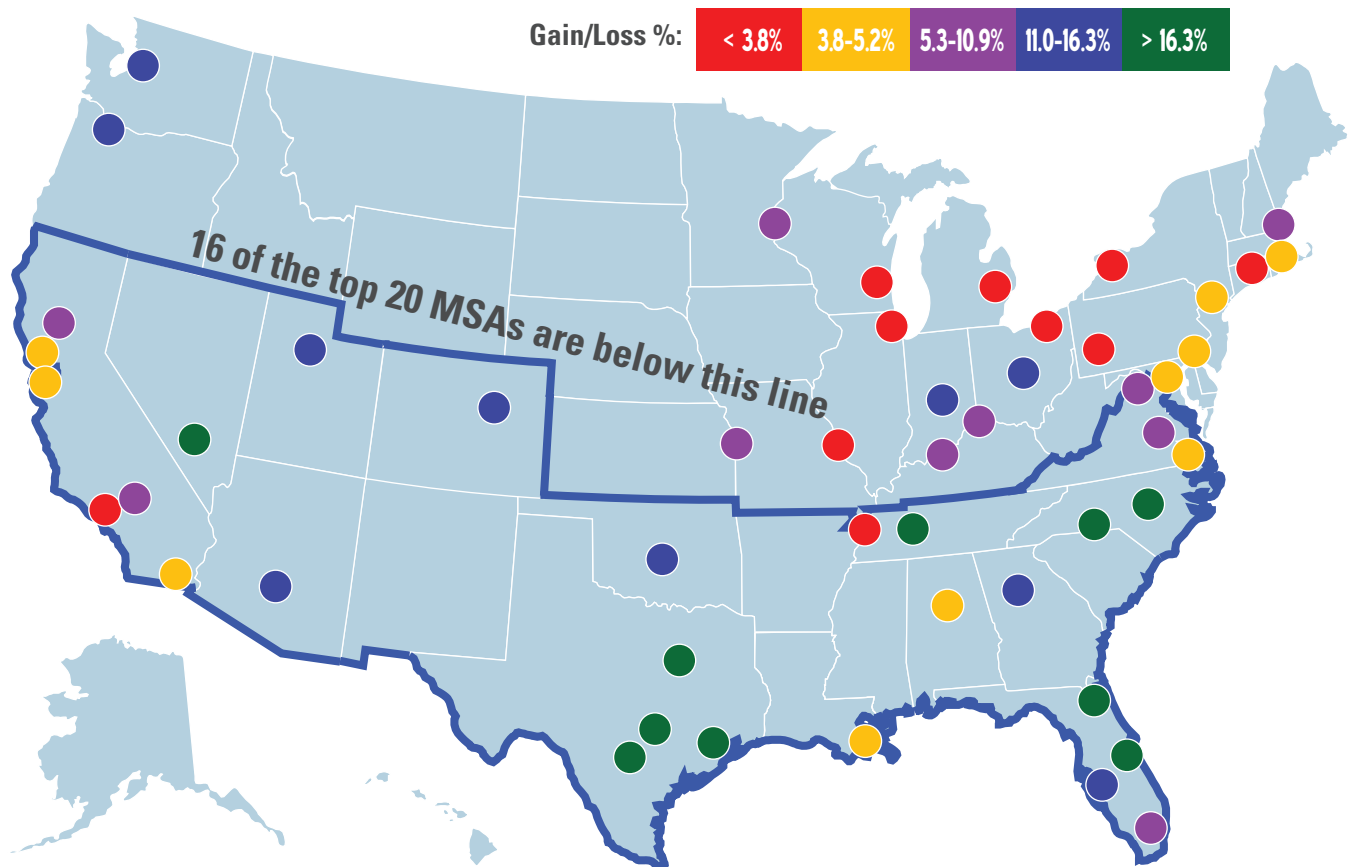 Gain/Loss %: < 3.8% 3.8-5.2% 5.3-10.9% 11.0-16.3% > 16.3%
16 of the top 20 MSAs are below this line